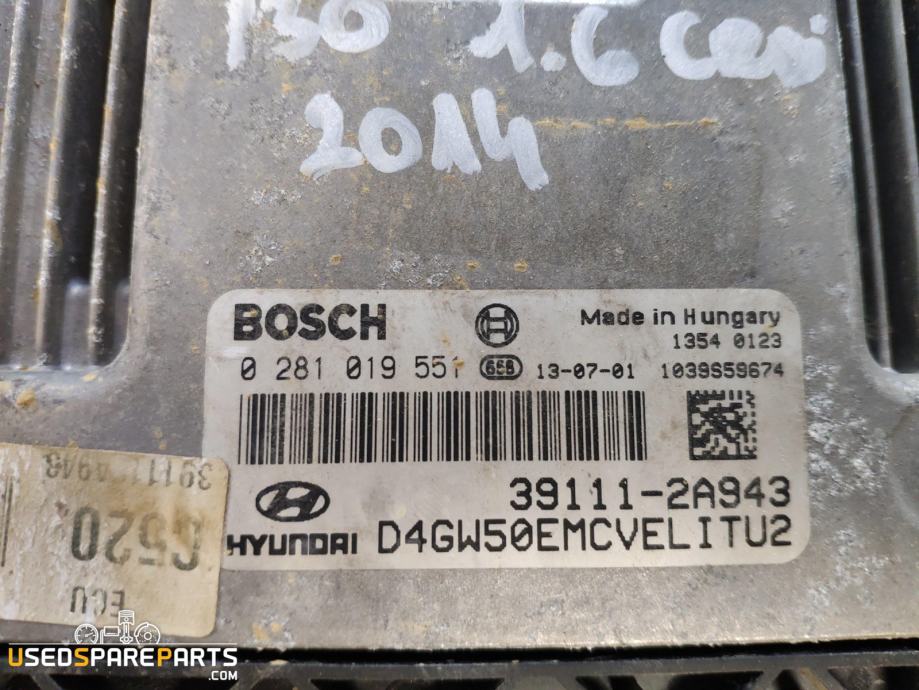 I30 1.6 CRDI
2014
BOSCH
Made in Hungary
1354 0123
0 281 019 551 13-07-01 1039S59674
39111-2A943
HYUNDAI D4GW50EMCVELITU2
G520
ECU
USEDSPAREPARTS
.COM